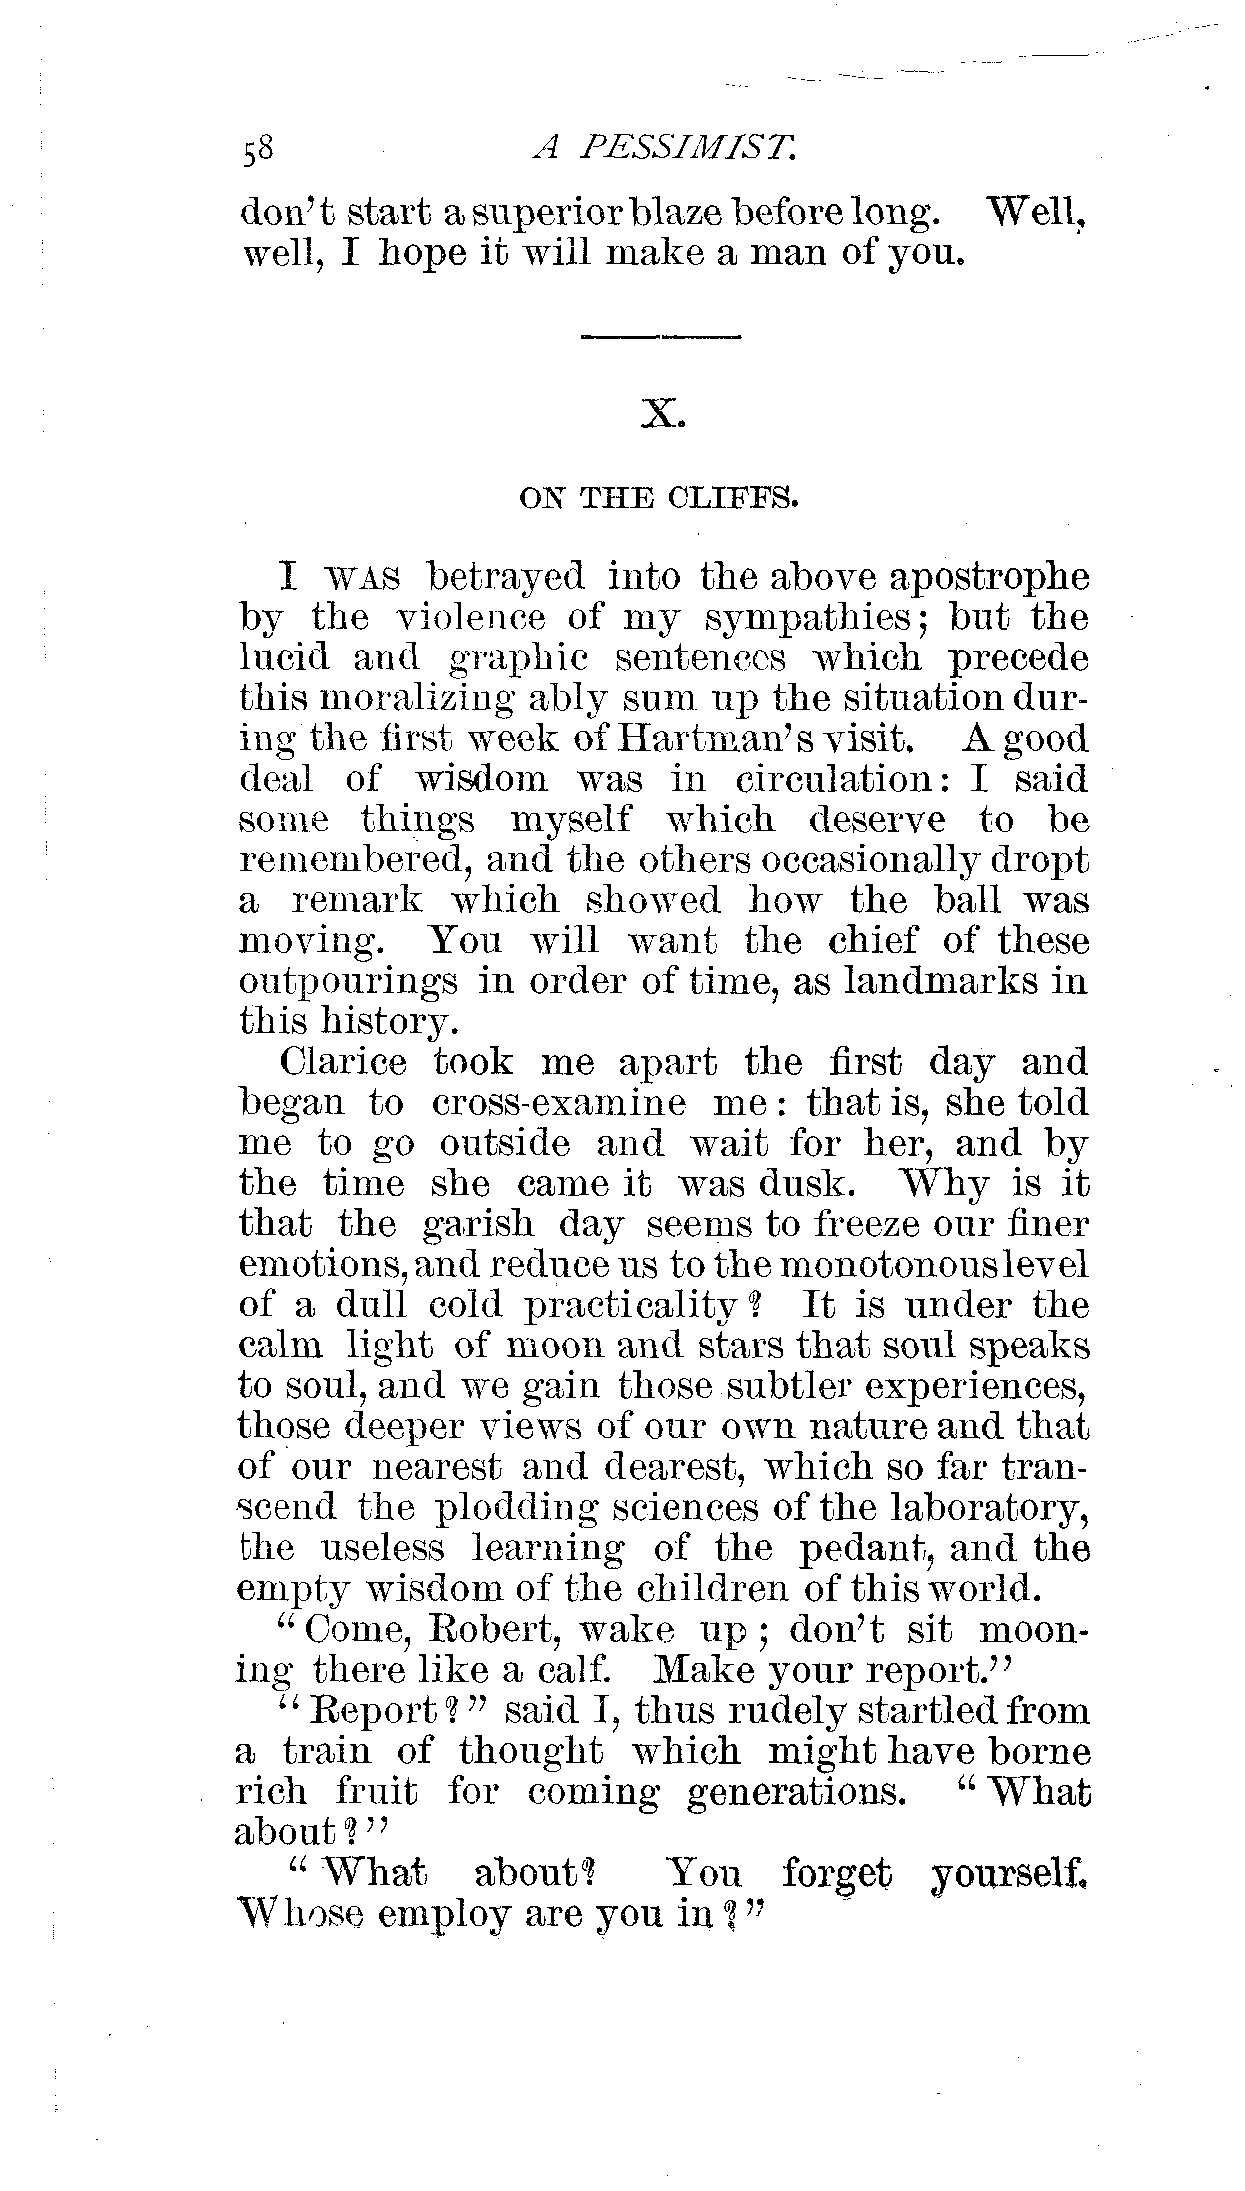 58 A PESSIMIST.
don't start a superior blaze before long. Well,
well, I hope it will make a man of you.
X.
ON THE CLIFFS.
I WAS betrayed into the above apostrophe
by the violence of my sympathies; but the
lucid and graphic sentences which precede
this moralizing ably sum up the situation dur-
ing the first week of Hartman's visit. A good
deal of wisdom was in circulation: I said
some things myself which deserve to be
remembered, and the others occasionally dropt
a remark which showed how the ball was
moving. You will want the chief of these
outpourings in order of time, as landmarks in
this history.
Clarice took me apart the first day and
began to cross-examine me: that is, she told
me to go outside and wait for her, and by
the time she came it was dusk. Why is it
that the garish day seems to freeze our finer
emotions, and reduce us to the monotonous level
of a dull cold practicality? It is under the
calm light of moon and stars that soul speaks
to soul, and we gain those subtler experiences,
those deeper views of our own nature and that
of our nearest and dearest, which so far tran-
scend the plodding sciences of the laboratory,
the useless learning of the pedant, and the
empty wisdom of the children of this world.
"Come, Robert, wake up; don't sit moon-
ing there like a calf. Make your report."
"Report?" said I, thus rudely startled from
a train of thought which might have borne
rich fruit for coming generations. "What
about?"
"What about? You forget yourself.
Whose employ are you in?"